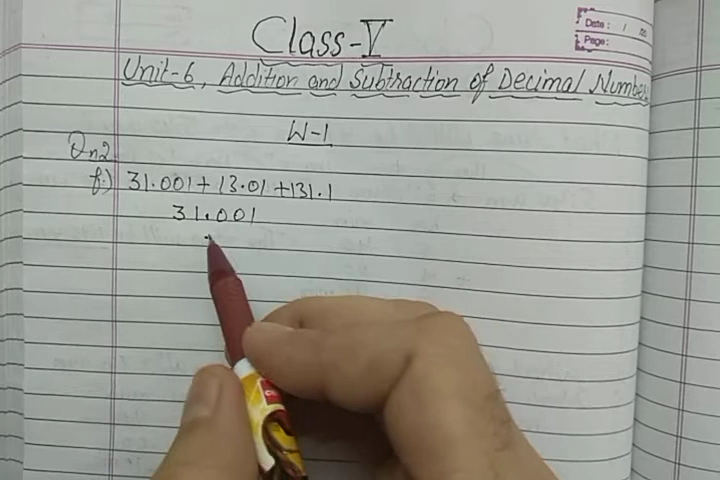 Class-V
Date: /
Page:
Unit-6, Addition and Subtraction of Decimal Number
W-1
Qn2.
f.) 31.001+13.01+131.1
31.001